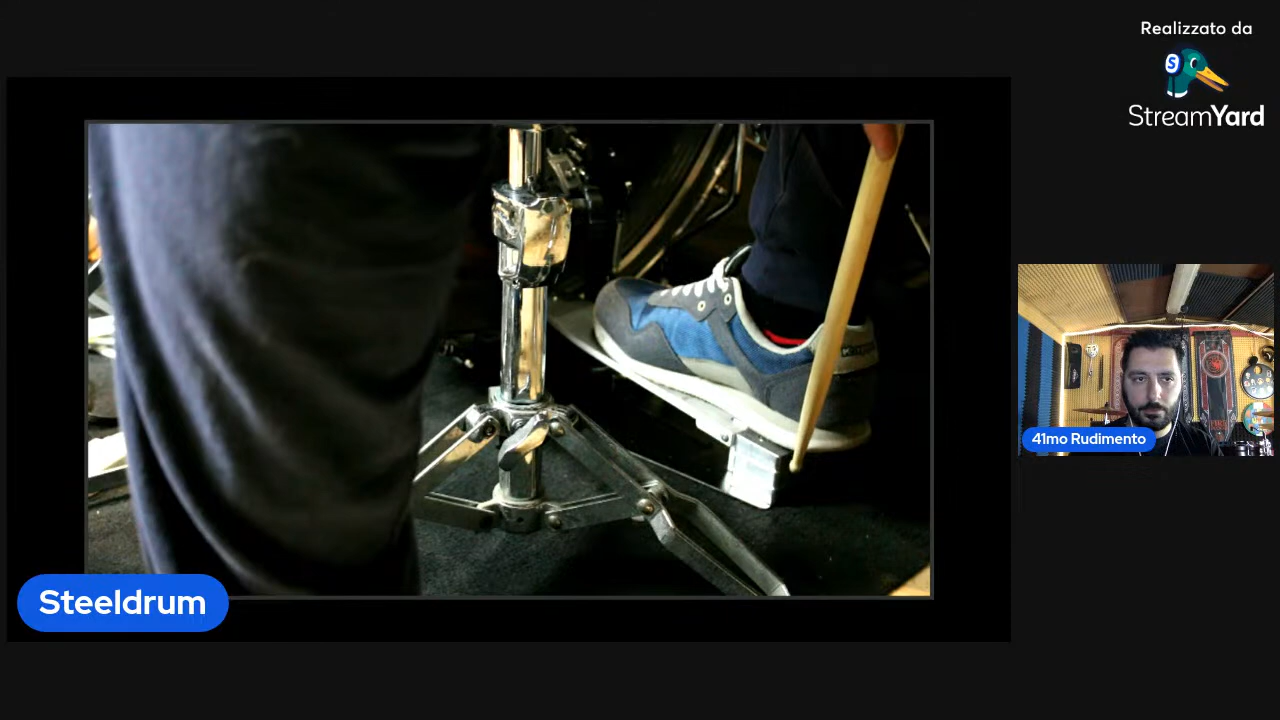 Realizzato da
StreamYard
41mo Rudimento
Steeldrum